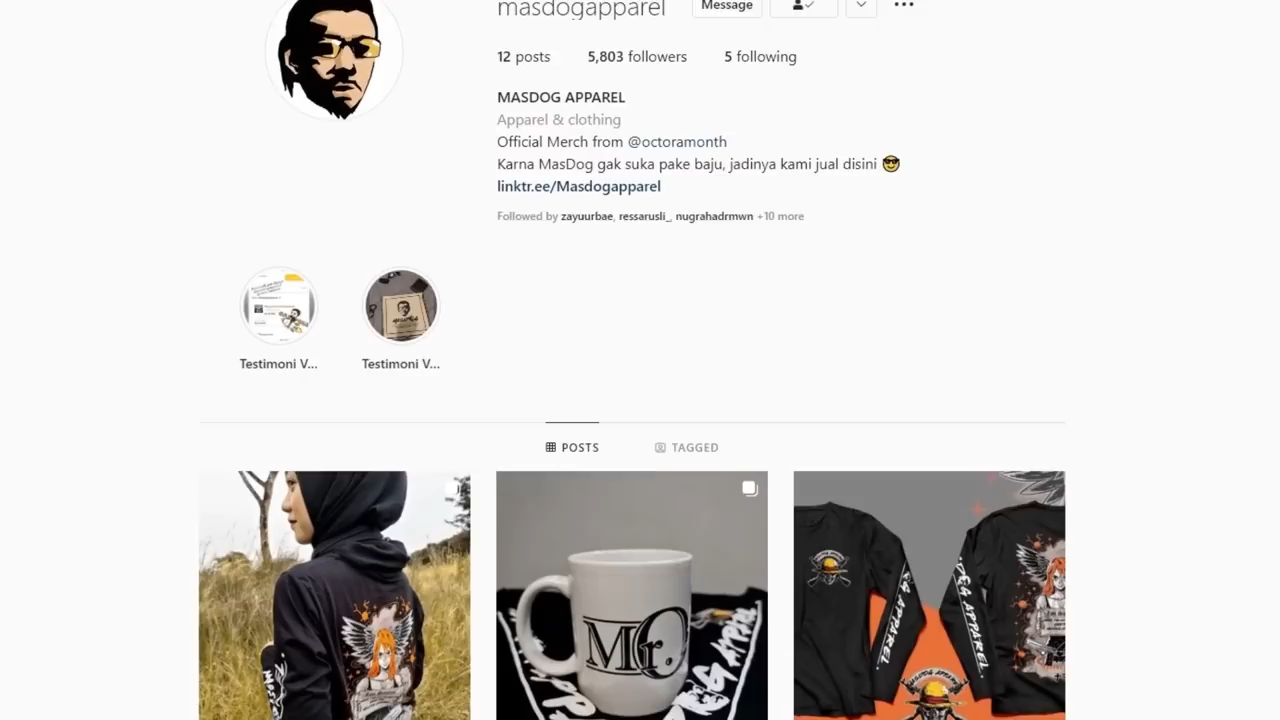 masdogapparel Message
12 posts 5,803 followers 5 following
MASDOG APPAREL
Apparel & clothing
Official Merch from @octoramonth
Karna MasDog gak suka pake baju, jadinya kami jual disini 😎
linktr.ee/Masdogapparel
Followed by zayuurbae, ressarusli_, nugrahadrmwn +10 more
Testimoni V... Testimoni V...
POSTS TAGGED
Mr.